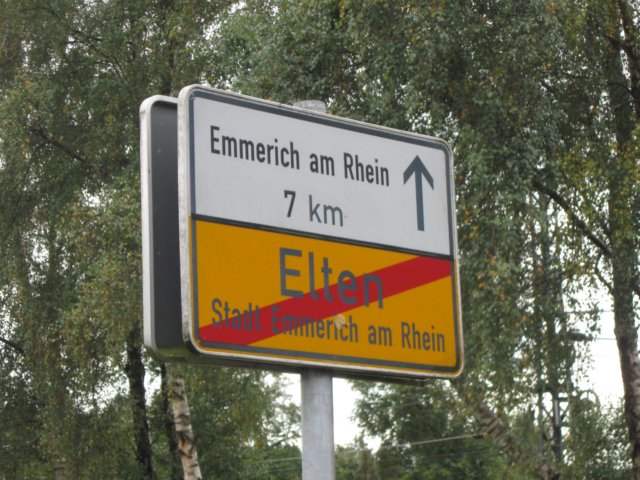 Emmerich am Rhein
7 km
Elten
Stadt Emmerich am Rhein